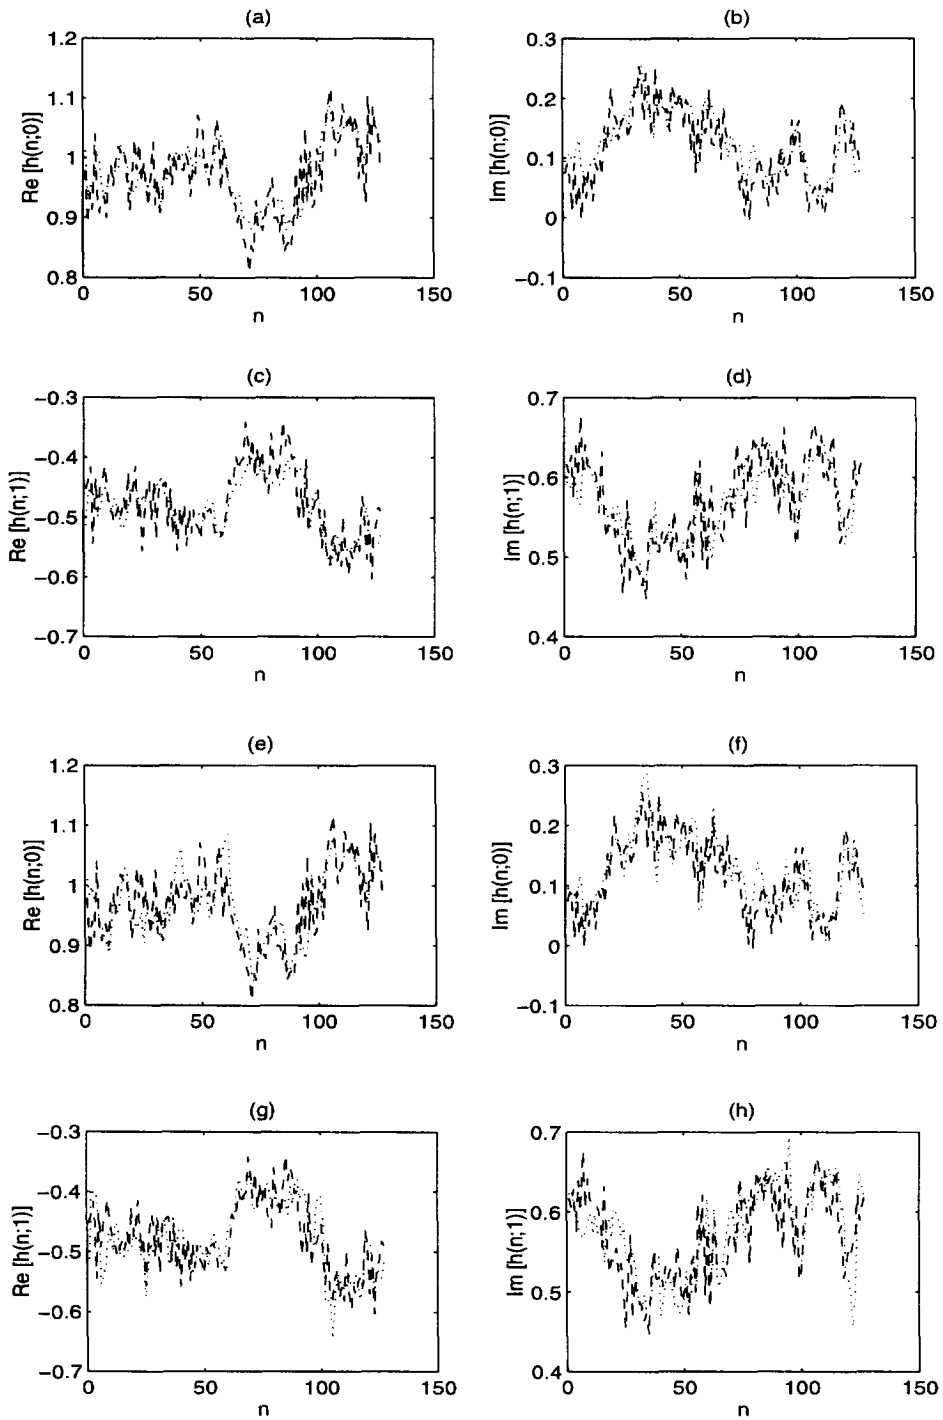 (a)
Re [h(n;0)]
1.2
1.1
1
0.9
0.8
0 50 100 150
n
(b)
Im [h(n;0)]
0.3
0.2
0.1
0
−0.1
0 50 100 150
n
(c)
Re [h(n;1)]
−0.3
−0.4
−0.5
−0.6
−0.7
0 50 100 150
n
(d)
Im [h(n;1)]
0.7
0.6
0.5
0.4
0 50 100 150
n
(e)
Re [h(n;0)]
1.2
1.1
1
0.9
0.8
0 50 100 150
n
(f)
Im [h(n;0)]
0.3
0.2
0.1
0
−0.1
0 50 100 150
n
(g)
Re [h(n;1)]
−0.3
−0.4
−0.5
−0.6
−0.7
0 50 100 150
n
(h)
Im [h(n;1)]
0.7
0.6
0.5
0.4
0 50 100 150
n